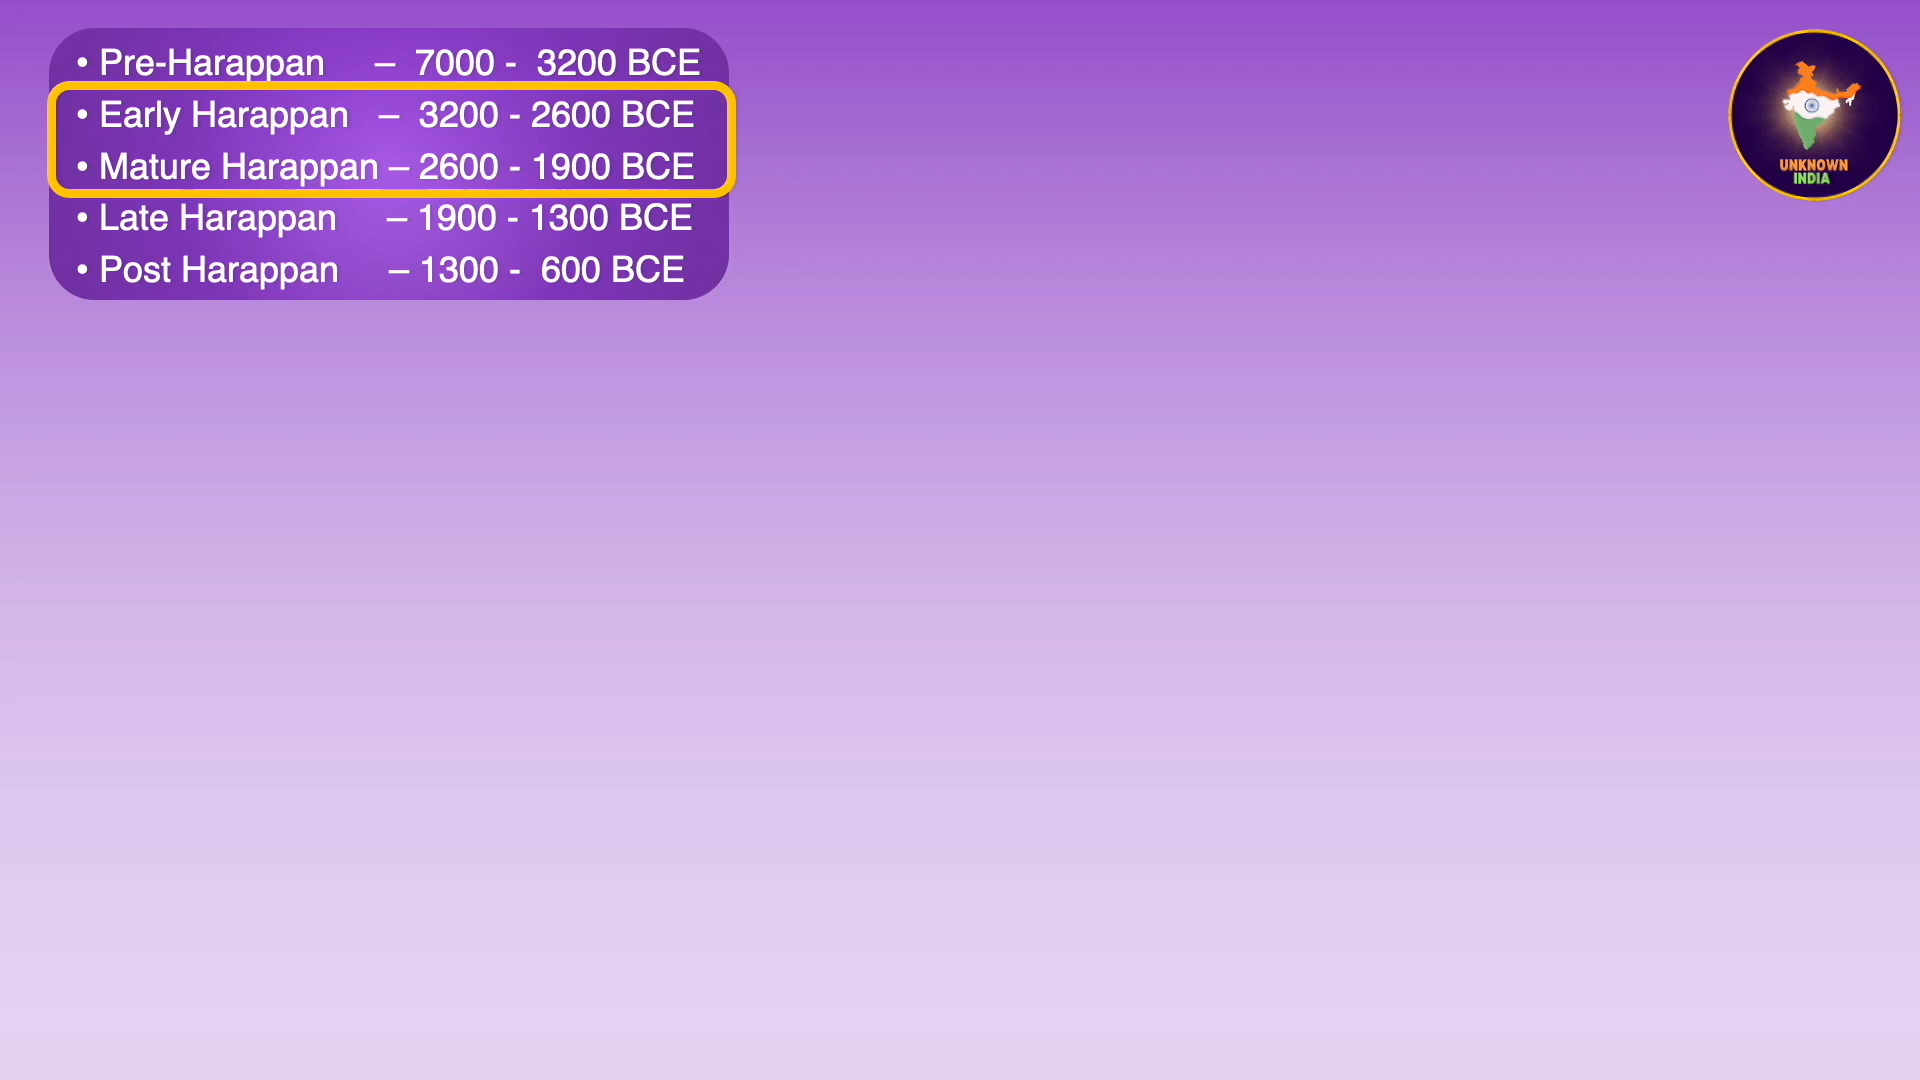 • Pre-Harappan – 7000 - 3200 BCE
• Early Harappan – 3200 - 2600 BCE
• Mature Harappan – 2600 - 1900 BCE
• Late Harappan – 1900 - 1300 BCE
• Post Harappan – 1300 - 600 BCE
UNKNOWN
INDIA